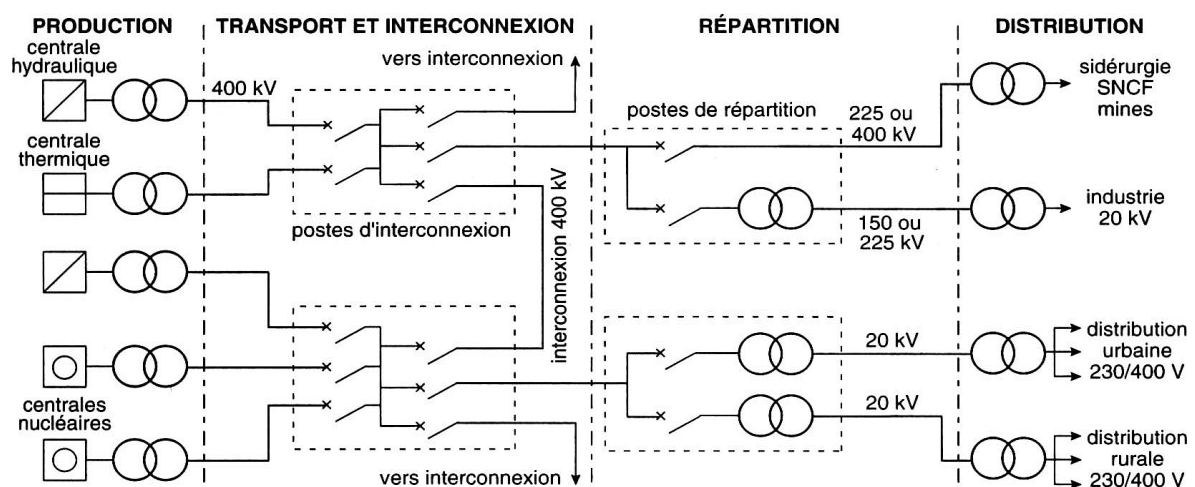 PRODUCTION
TRANSPORT ET INTERCONNEXION
RÉPARTITION
DISTRIBUTION
centrale
hydraulique
400 kV
vers interconnexion
postes de répartition
225 ou
400 kV
sidérurgie
SNCF
mines
centrale
thermique
postes d'interconnexion
interconnexion 400 kV
150 ou
225 kV
industrie
20 kV
20 kV
distribution
urbaine
230/400 V
centrales
nucléaires
20 kV
distribution
rurale
230/400 V
vers interconnexion